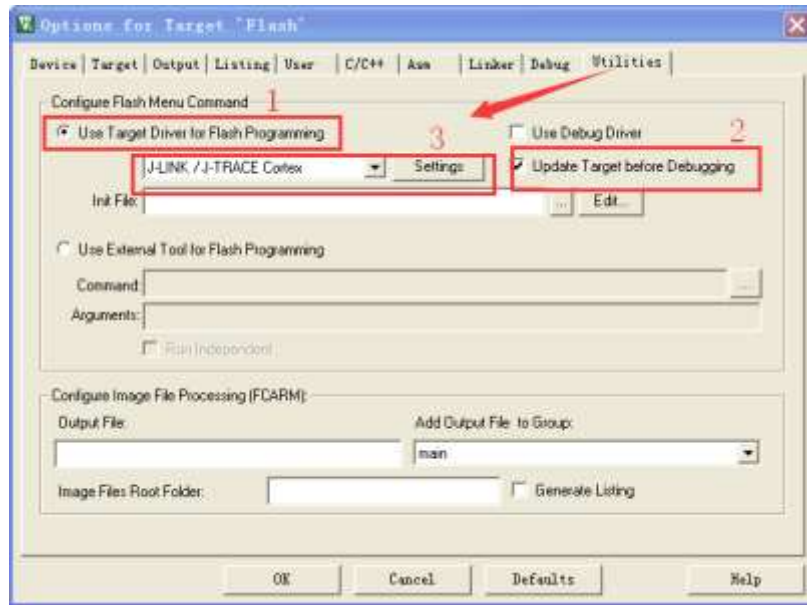 Options for Target 'Flash'
Device Target Output Listing User C/C++ Asm Linker Debug Utilities
Configure Flash Menu Command 1
Use Target Driver for Flash Programming 3 Use Debug Driver 2
J-LINK / J-TRACE Cortex Settings Update Target before Debugging
Init File: ... Edit...
Use External Tool for Flash Programming
Command: ...
Arguments:
Run Independent
Configure Image File Processing (FCARM):
Output File: Add Output File to Group:
main
Image Files Root Folder: Generate Listing
OK Cancel Defaults Help